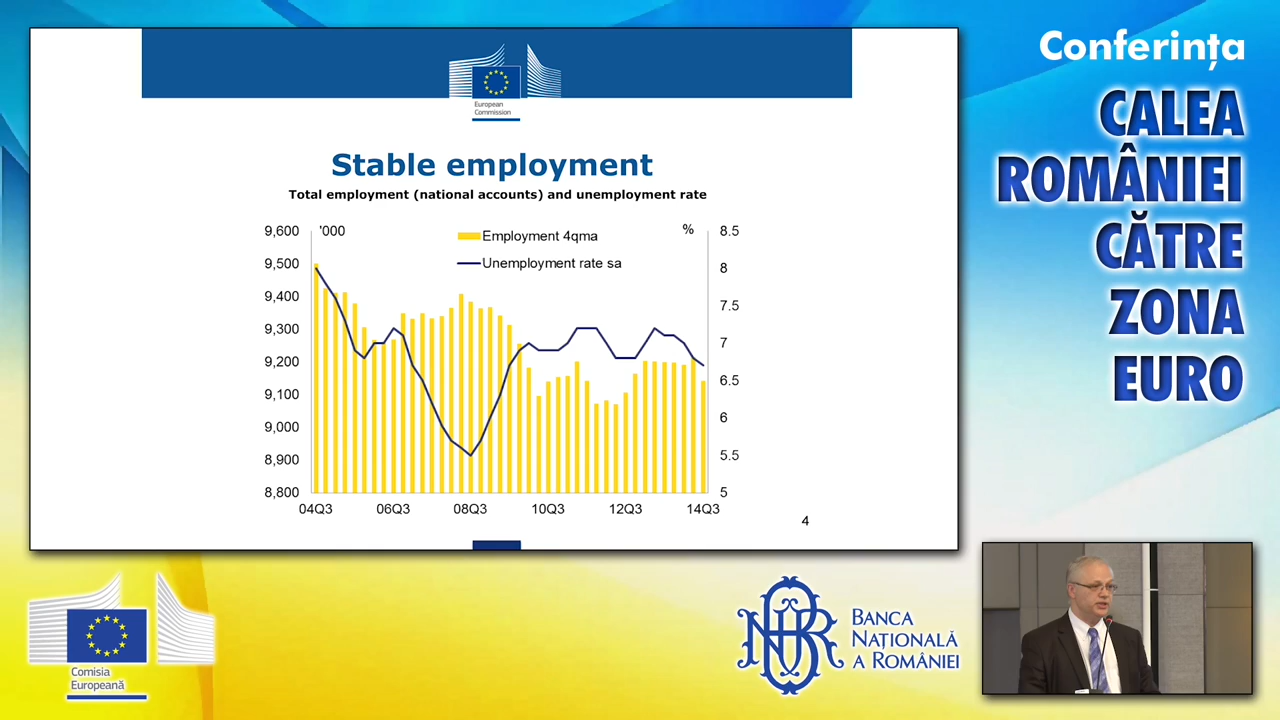 European
Commission
Stable employment
Total employment (national accounts) and unemployment rate
9,600
9,500
9,400
9,300
9,200
9,100
9,000
8,900
8,800
'000
Employment 4qma
Unemployment rate sa
%
8.5
8
7.5
7
6.5
6
5.5
5
04Q3 06Q3 08Q3 10Q3 12Q3 14Q3
4
Conferința
CALEA
ROMÂNIEI
CĂTRE
ZONA
EURO
Comisia
Europeană
BNR
BANCA
NAȚIONALĂ
A ROMÂNIEI